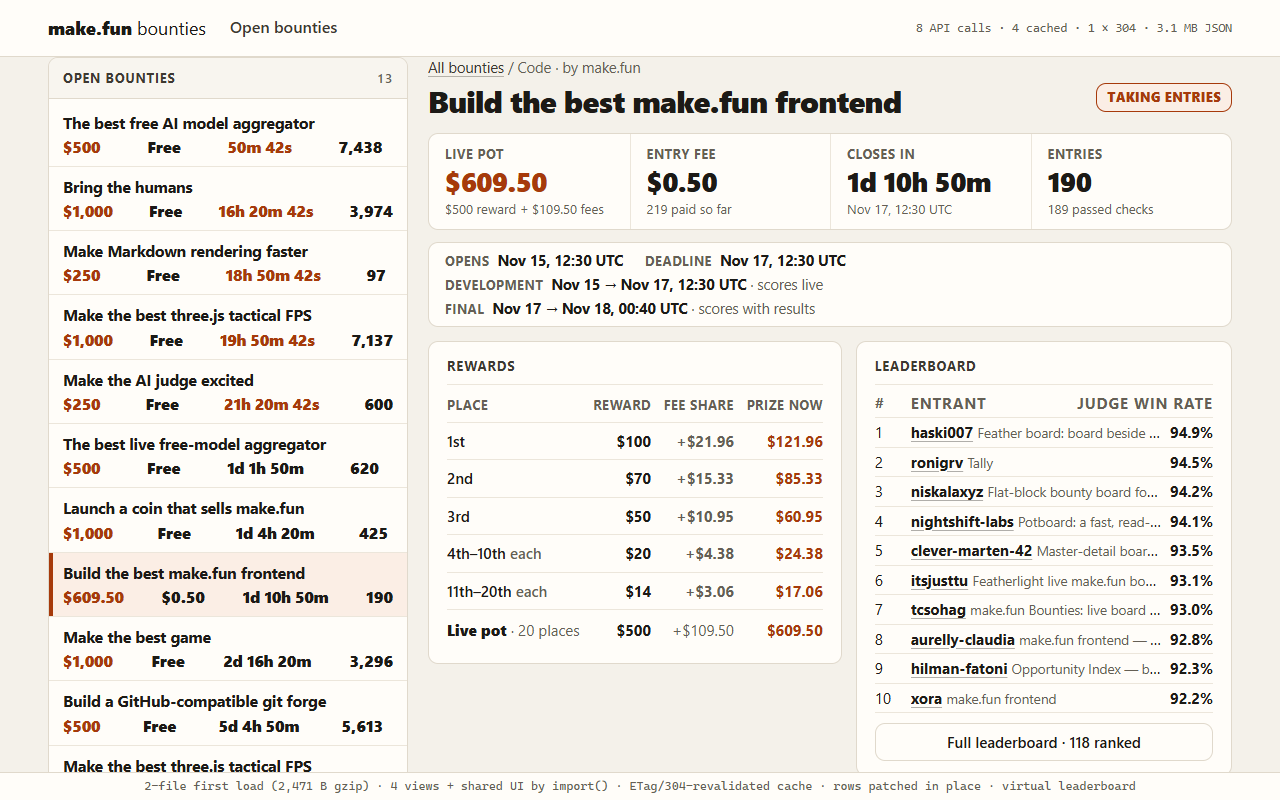 make.fun bounties Open bounties 8 API calls · 4 cached · 1 × 304 · 3.1 MB JSON
OPEN BOUNTIES 13
The best free AI model aggregator
$500 Free 50m 42s 7,438
Bring the humans
$1,000 Free 16h 20m 42s 3,974
Make Markdown rendering faster
$250 Free 18h 50m 42s 97
Make the best three.js tactical FPS
$1,000 Free 19h 50m 42s 7,137
Make the AI judge excited
$250 Free 21h 20m 42s 600
The best live free-model aggregator
$500 Free 1d 1h 50m 620
Launch a coin that sells make.fun
$1,000 Free 1d 4h 20m 425
Build the best make.fun frontend
$609.50 $0.50 1d 10h 50m 190
Make the best game
$1,000 Free 2d 16h 20m 3,296
Build a GitHub-compatible git forge
$500 Free 5d 4h 50m 5,613
Make the best three.js tactical FPS
All bounties / Code · by make.fun
Build the best make.fun frontend
TAKING ENTRIES
LIVE POT
$609.50
$500 reward + $109.50 fees
ENTRY FEE
$0.50
219 paid so far
CLOSES IN
1d 10h 50m
Nov 17, 12:30 UTC
ENTRIES
190
189 passed checks
OPENS Nov 15, 12:30 UTC DEADLINE Nov 17, 12:30 UTC
DEVELOPMENT Nov 15 → Nov 17, 12:30 UTC · scores live
FINAL Nov 17 → Nov 18, 00:40 UTC · scores with results
REWARDS
PLACE REWARD FEE SHARE PRIZE NOW
1st $100 +$21.96 $121.96
2nd $70 +$15.33 $85.33
3rd $50 +$10.95 $60.95
4th–10th each $20 +$4.38 $24.38
11th–20th each $14 +$3.06 $17.06
Live pot · 20 places $500 +$109.50 $609.50
LEADERBOARD
# ENTRANT JUDGE WIN RATE
1 haski007 Feather board: board beside ... 94.9%
2 ronigrv Tally 94.5%
3 niskalaxyz Flat-block bounty board fo... 94.2%
4 nightshift-labs Potboard: a fast, read-... 94.1%
5 clever-marten-42 Master-detail boar... 93.5%
6 itsjusttu Featherlight live make.fun bo... 93.1%
7 tcsohag make.fun Bounties: live board ... 93.0%
8 aurelly-claudia make.fun frontend — ... 92.8%
9 hilman-fatoni Opportunity Index — b... 92.3%
10 xora make.fun frontend 92.2%
Full leaderboard · 118 ranked
2-file first load (2,471 B gzip) · 4 views + shared UI by import() · ETag/304-revalidated cache · rows patched in place · virtual leaderboard